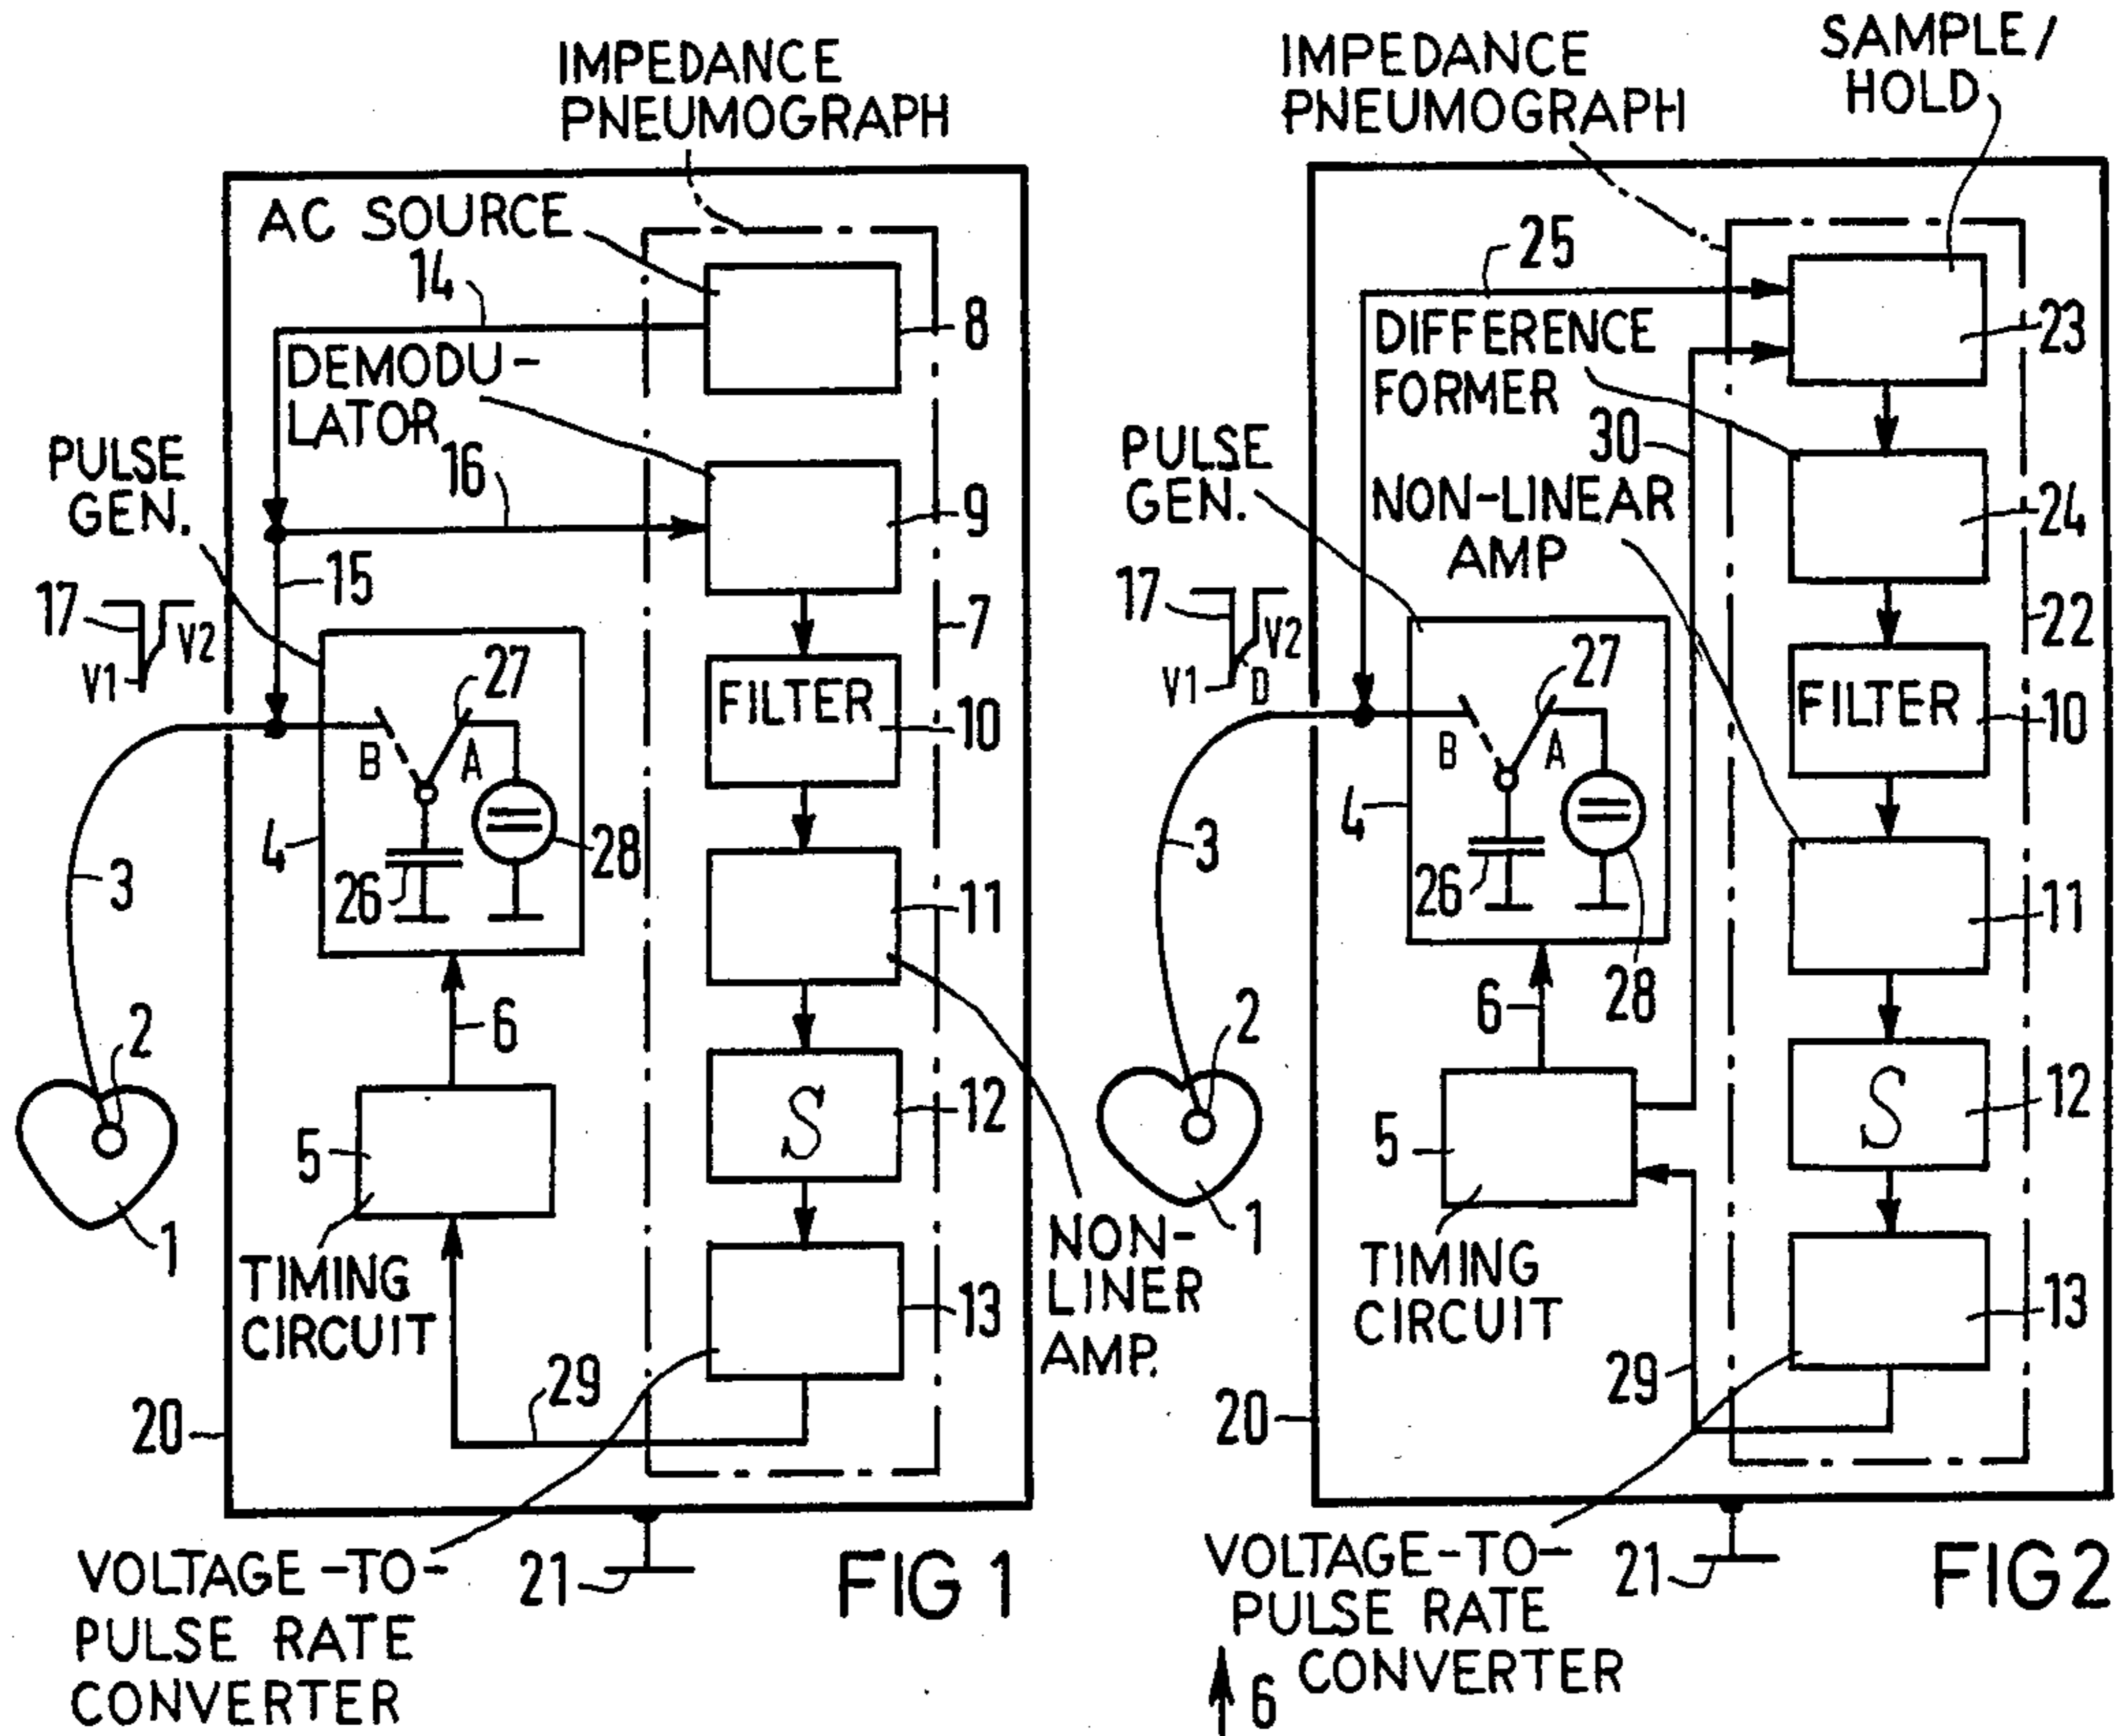 IMPEDANCE
PNEUMOGRAPH
AC SOURCE
14
8
DEMODU-
LATOR
16
PULSE
GEN.
9
15
17
V1
V2
7
27
FILTER
10
B
A
4
28
26
3
11
6
2
S
12
5
1
TIMING
CIRCUIT
NON-
LINER
AMP.
13
29
20
VOLTAGE-TO-
PULSE RATE
CONVERTER
21
FIG 1
IMPEDANCE
PNEUMOGRAPH
SAMPLE/
HOLD
25
23
DIFFERENCE
FORMER
30
PULSE
GEN.
NON-LINEAR
AMP
24
17
V1
D
V2
22
27
FILTER
10
B
A
4
3
26
28
11
6
2
S
12
5
1
TIMING
CIRCUIT
13
29
20
VOLTAGE-TO-
PULSE RATE
CONVERTER
21
FIG 2
6